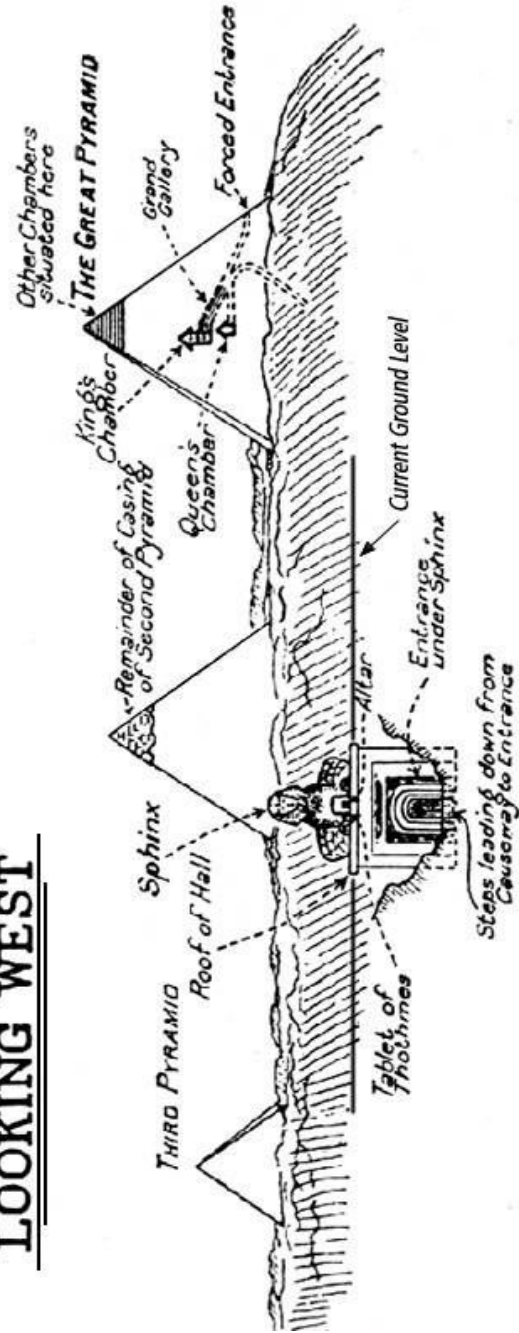 LOOKING WEST
THIRD PYRAMID
Sphinx
Roof of Hall
Remainder of Casing
of Second Pyramid
Other Chambers
situated here
THE GREAT PYRAMID
King's
Chamber
Queen's
Chamber
Grand
Gallery
Forced Entrance
Current Ground Level
Tablet of
Thothmes
Altar
Entrance
under Sphinx
Steps leading down from
Causeway to Entrance